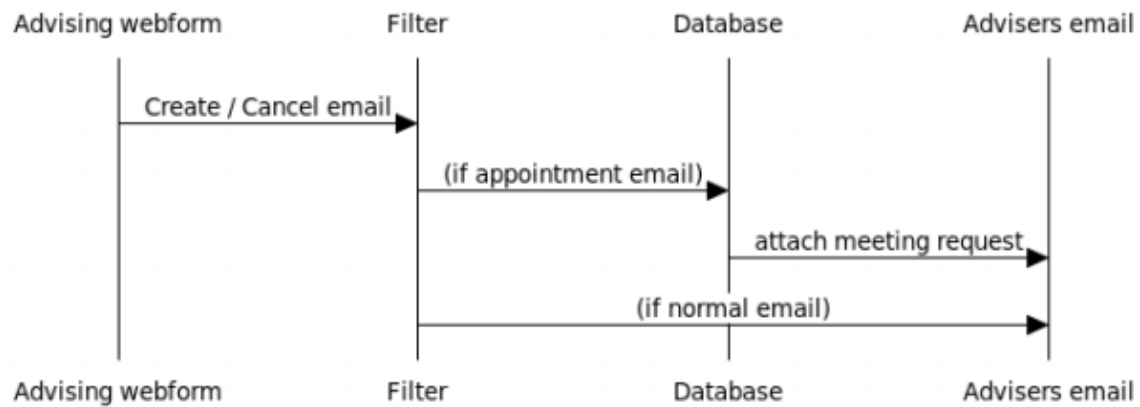 Advising webform Filter Database Advisers email
Create / Cancel email
(if appointment email)
attach meeting request
(if normal email)
Advising webform Filter Database Advisers email